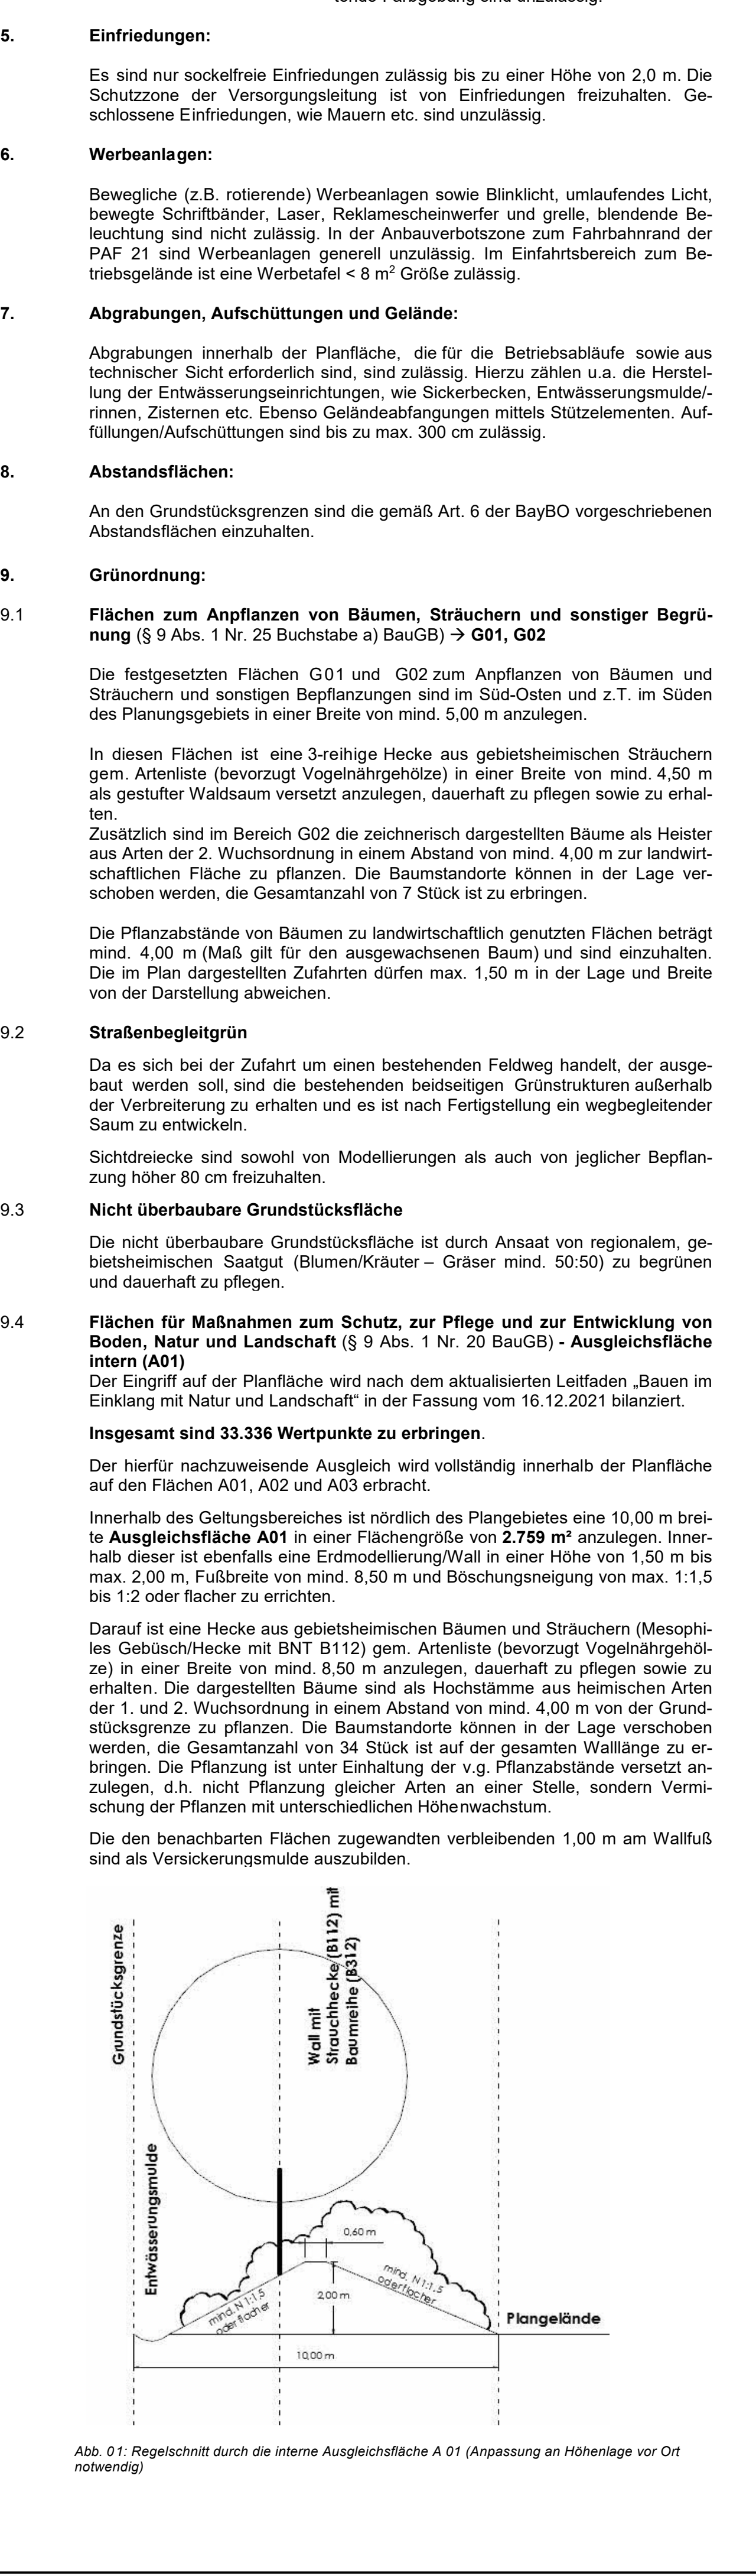 tende Farbgebung sind unzulässig.
5. Einfriedungen:
Es sind nur sockelfreie Einfriedungen zulässig bis zu einer Höhe von 2,0 m. Die
Schutzzone der Versorgungsleitung ist von Einfriedungen freizuhalten. Ge-
schlossene Einfriedungen, wie Mauern etc. sind unzulässig.
6. Werbeanlagen:
Bewegliche (z.B. rotierende) Werbeanlagen sowie Blinklicht, umlaufendes Licht,
bewegte Schriftbänder, Laser, Reklamescheinwerfer und grelle, blendende Be-
leuchtung sind nicht zulässig. In der Anbauverbotszone zum Fahrbahnrand der
PAF 21 sind Werbeanlagen generell unzulässig. Im Einfahrtsbereich zum Be-
triebsgelände ist eine Werbetafel < 8 m² Größe zulässig.
7. Abgrabungen, Aufschüttungen und Gelände:
Abgrabungen innerhalb der Planfläche, die für die Betriebsabläufe sowie aus
technischer Sicht erforderlich sind, sind zulässig. Hierzu zählen u.a. die Herstel-
lung der Entwässerungseinrichtungen, wie Sickerbecken, Entwässerungsmulde/-
rinnen, Zisternen etc. Ebenso Geländeabfangungen mittels Stützelementen. Auf-
füllungen/Aufschüttungen sind bis zu max. 300 cm zulässig.
8. Abstandsflächen:
An den Grundstücksgrenzen sind die gemäß Art. 6 der BayBO vorgeschriebenen
Abstandsflächen einzuhalten.
9. Grünordnung:
9.1 Flächen zum Anpflanzen von Bäumen, Sträuchern und sonstiger Begrü-
nung (§ 9 Abs. 1 Nr. 25 Buchstabe a) BauGB) → G01, G02
Die festgesetzten Flächen G01 und G02 zum Anpflanzen von Bäumen und
Sträuchern und sonstigen Bepflanzungen sind im Süd-Osten und z.T. im Süden
des Planungsgebiets in einer Breite von mind. 5,00 m anzulegen.
In diesen Flächen ist eine 3-reihige Hecke aus gebietsheimischen Sträuchern
gem. Artenliste (bevorzugt Vogelnährgehölze) in einer Breite von mind. 4,50 m
als gestufter Waldsaum versetzt anzulegen, dauerhaft zu pflegen sowie zu erhal-
ten.
Zusätzlich sind im Bereich G02 die zeichnerisch dargestellten Bäume als Heister
aus Arten der 2. Wuchsordnung in einem Abstand von mind. 4,00 m zur landwirt-
schaftlichen Fläche zu pflanzen. Die Baumstandorte können in der Lage ver-
schoben werden, die Gesamtanzahl von 7 Stück ist zu erbringen.
Die Pflanzabstände von Bäumen zu landwirtschaftlich genutzten Flächen beträgt
mind. 4,00 m (Maß gilt für den ausgewachsenen Baum) und sind einzuhalten.
Die im Plan dargestellten Zufahrten dürfen max. 1,50 m in der Lage und Breite
von der Darstellung abweichen.
9.2 Straßenbegleitgrün
Da es sich bei der Zufahrt um einen bestehenden Feldweg handelt, der ausge-
baut werden soll, sind die bestehenden beidseitigen Grünstrukturen außerhalb
der Verbreiterung zu erhalten und es ist nach Fertigstellung ein wegbegleitender
Saum zu entwickeln.
Sichtdreiecke sind sowohl von Modellierungen als auch von jeglicher Bepflan-
zung höher 80 cm freizuhalten.
9.3 Nicht überbaubare Grundstücksfläche
Die nicht überbaubare Grundstücksfläche ist durch Ansaat von regionalem, ge-
bietsheimischen Saatgut (Blumen/Kräuter – Gräser mind. 50:50) zu begrünen
und dauerhaft zu pflegen.
9.4 Flächen für Maßnahmen zum Schutz, zur Pflege und zur Entwicklung von
Boden, Natur und Landschaft (§ 9 Abs. 1 Nr. 20 BauGB) - Ausgleichsfläche
intern (A01)
Der Eingriff auf der Planfläche wird nach dem aktualisierten Leitfaden „Bauen im
Einklang mit Natur und Landschaft“ in der Fassung vom 16.12.2021 bilanziert.
Insgesamt sind 33.336 Wertpunkte zu erbringen.
Der hierfür nachzuweisende Ausgleich wird vollständig innerhalb der Planfläche
auf den Flächen A01, A02 und A03 erbracht.
Innerhalb des Geltungsbereiches ist nördlich des Plangebietes eine 10,00 m brei-
te Ausgleichsfläche A01 in einer Flächengröße von 2.759 m² anzulegen. Inner-
halb dieser ist ebenfalls eine Erdmodellierung/Wall in einer Höhe von 1,50 m bis
max. 2,00 m, Fußbreite von mind. 8,50 m und Böschungsneigung von max. 1:1,5
bis 1:2 oder flacher zu errichten.
Darauf ist eine Hecke aus gebietsheimischen Bäumen und Sträuchern (Mesophi-
les Gebüsch/Hecke mit BNT B112) gem. Artenliste (bevorzugt Vogelnährgehöl-
ze) in einer Breite von mind. 8,50 m anzulegen, dauerhaft zu pflegen sowie zu
erhalten. Die dargestellten Bäume sind als Hochstämme aus heimischen Arten
der 1. und 2. Wuchsordnung in einem Abstand von mind. 4,00 m von der Grund-
stücksgrenze zu pflanzen. Die Baumstandorte können in der Lage verschoben
werden, die Gesamtanzahl von 34 Stück ist auf der gesamten Walllänge zu er-
bringen. Die Pflanzung ist unter Einhaltung der v.g. Pflanzabstände versetzt an-
zulegen, d.h. nicht Pflanzung gleicher Arten an einer Stelle, sondern Vermi-
schung der Pflanzen mit unterschiedlichen Höhenwachstum.
Die den benachbarten Flächen zugewandten verbleibenden 1,00 m am Wallfuß
sind als Versickerungsmulde auszubilden.
Grundstücksgrenze
Wall mit
Strauchhecke (B112) mit
Baumreihe (B312)
Entwässerungsmulde
0,60 m
mind. N 1:1,5
oder flacher
2,00 m
mind. N 1:1,5
oder flacher
Plangelände
10,00 m
Abb. 01: Regelschnitt durch die interne Ausgleichsfläche A 01 (Anpassung an Höhenlage vor Ort
notwendig)